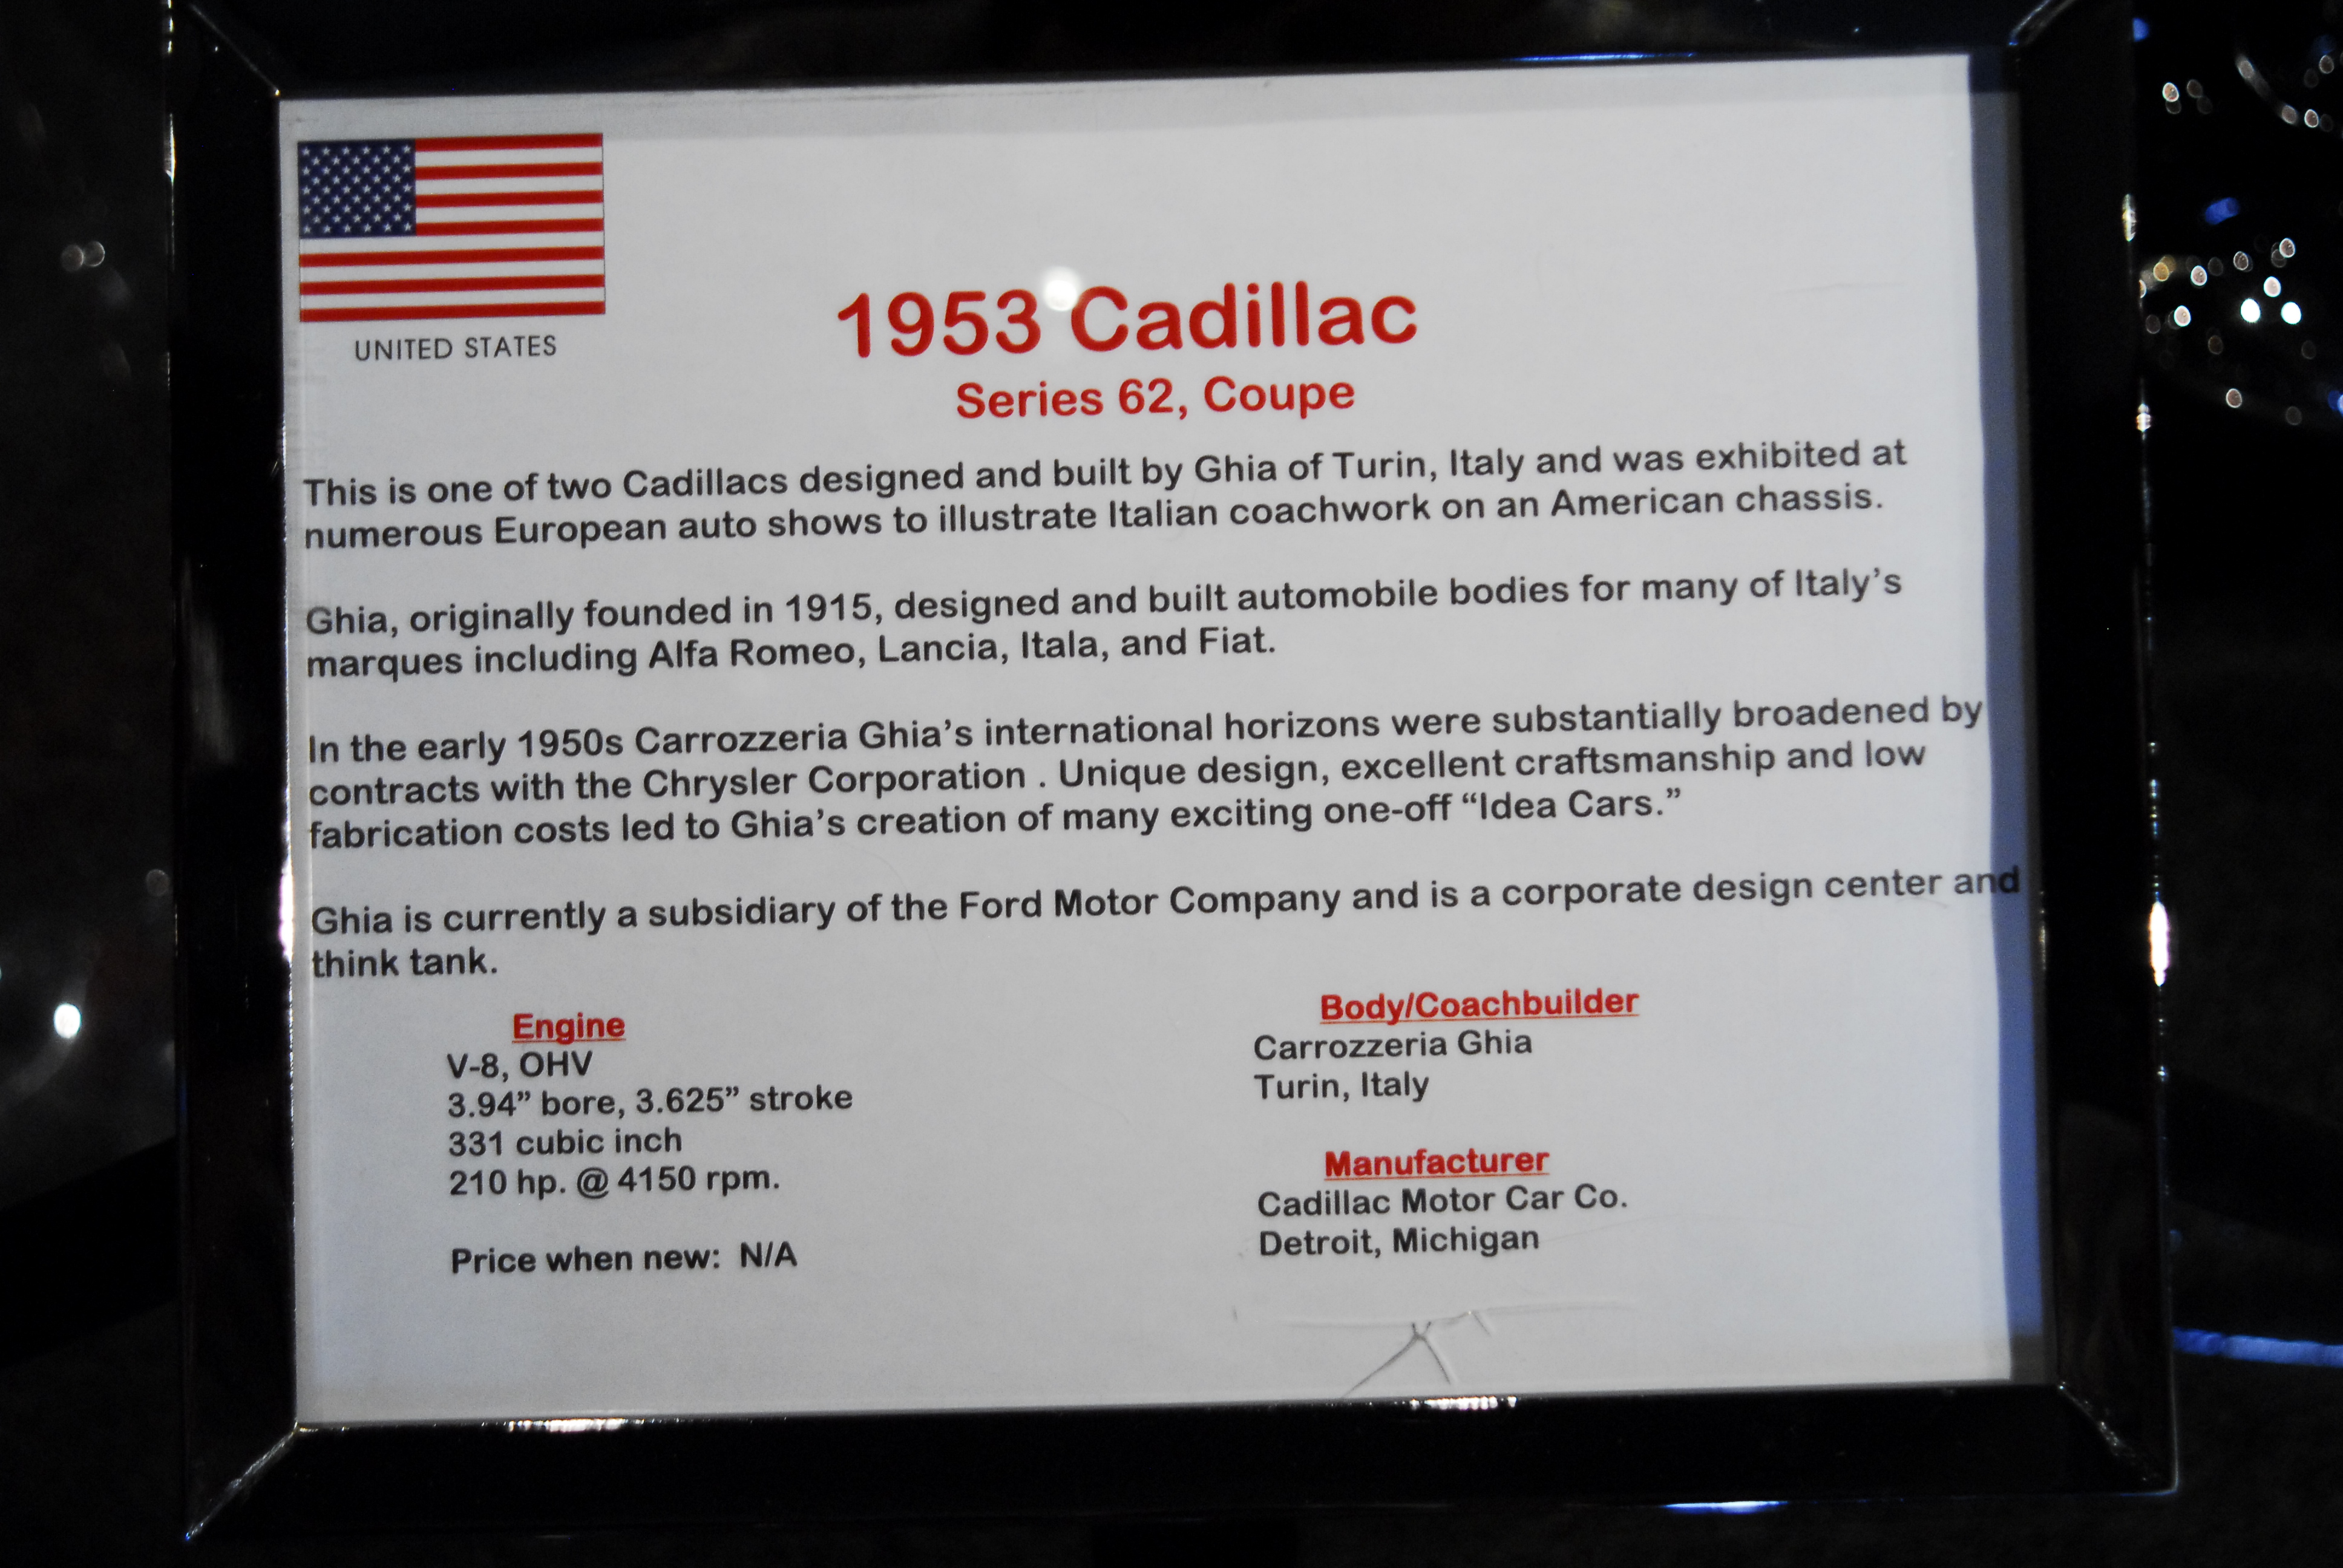 UNITED STATES
1953 Cadillac
Series 62, Coupe
This is one of two Cadillacs designed and built by Ghia of Turin, Italy and was exhibited at
numerous European auto shows to illustrate Italian coachwork on an American chassis.
Ghia, originally founded in 1915, designed and built automobile bodies for many of Italy’s
marques including Alfa Romeo, Lancia, Itala, and Fiat.
In the early 1950s Carrozzeria Ghia’s international horizons were substantially broadened by
contracts with the Chrysler Corporation . Unique design, excellent craftsmanship and low
fabrication costs led to Ghia’s creation of many exciting one-off “Idea Cars.”
Ghia is currently a subsidiary of the Ford Motor Company and is a corporate design center and
think tank.
Engine
V-8, OHV
3.94” bore, 3.625” stroke
331 cubic inch
210 hp. @ 4150 rpm.
Price when new: N/A
Body/Coachbuilder
Carrozzeria Ghia
Turin, Italy
Manufacturer
Cadillac Motor Car Co.
Detroit, Michigan